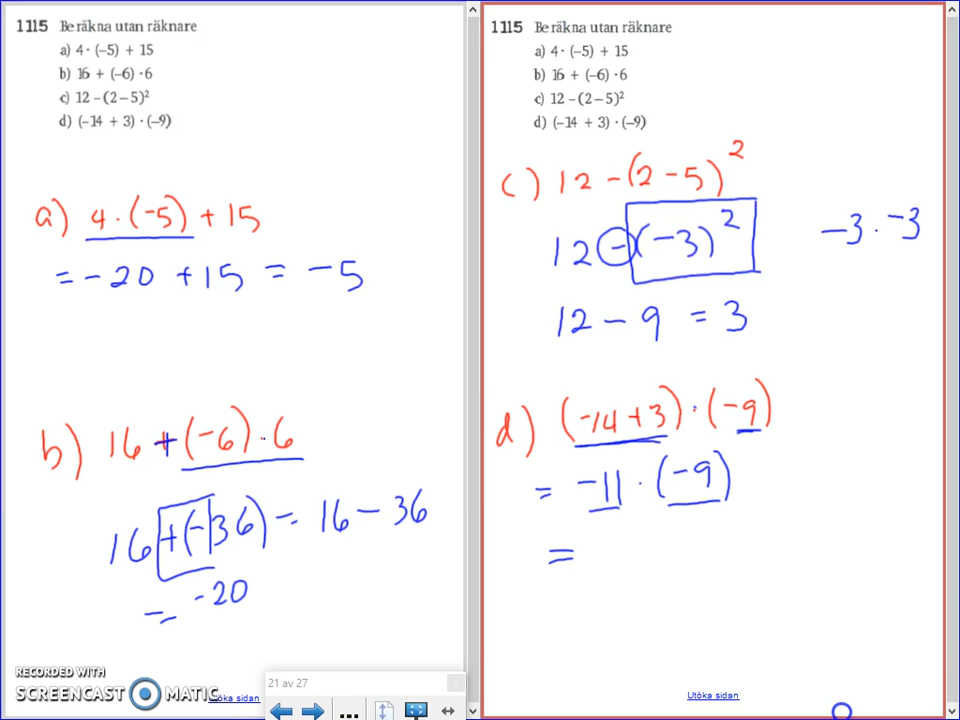 1115 Beräkna utan räknare
a) 4 · (−5) + 15
b) 16 + (−6) · 6
c) 12 − (2 − 5)²
d) (−14 + 3) · (−9)
a) 4 · (−5) + 15
= −20 + 15 = −5
b) 16 + (−6) · 6
16 + (−36) = 16 − 36
= −20
RECORDED WITH
SCREENCAST MATIC
Utöka sidan
21 av 27
1115 Beräkna utan räknare
a) 4 · (−5) + 15
b) 16 + (−6) · 6
c) 12 − (2 − 5)²
d) (−14 + 3) · (−9)
c) 12 − (2 − 5)²
12 − (−3)² −3 · −3
12 − 9 = 3
d) (−14 + 3) · (−9)
= −11 · (−9)
=
Utöka sidan